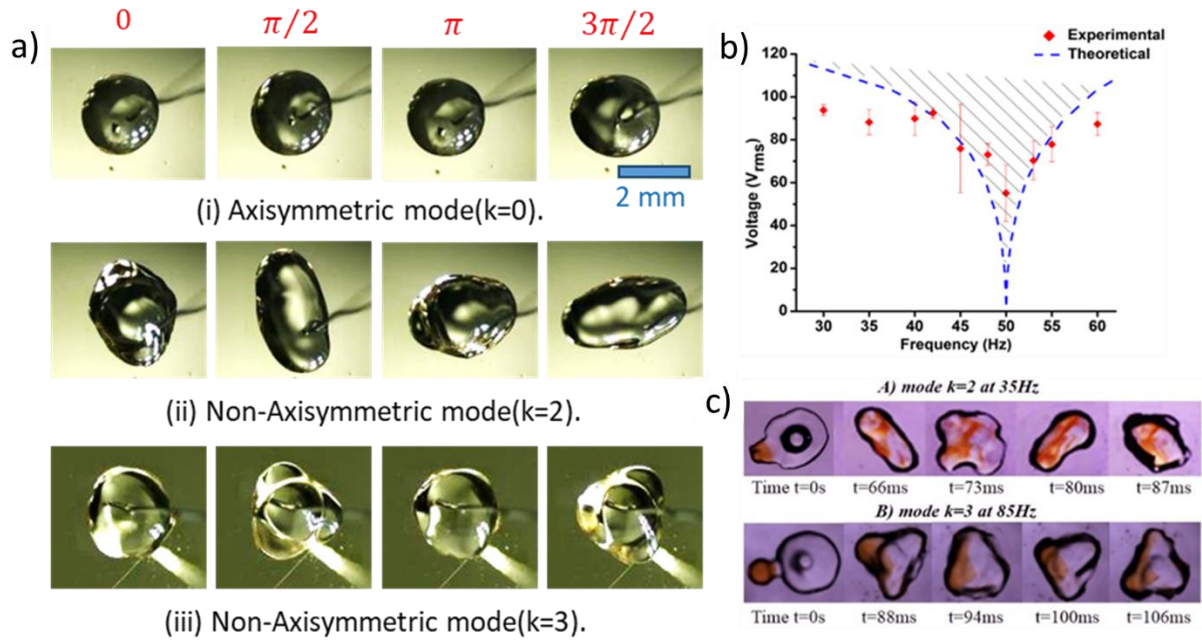 a)
0 π/2 π 3π/2
2 mm
(i) Axisymmetric mode(k=0).
(ii) Non-Axisymmetric mode(k=2).
(iii) Non-Axisymmetric mode(k=3).
b)
Experimental
Theoretical
Voltage (Vrms)
120
100
80
60
40
20
0
30 35 40 45 50 55 60
Frequency (Hz)
c)
A) mode k=2 at 35Hz
Time t=0s t=66ms t=73ms t=80ms t=87ms
B) mode k=3 at 85Hz
Time t=0s t=88ms t=94ms t=100ms t=106ms